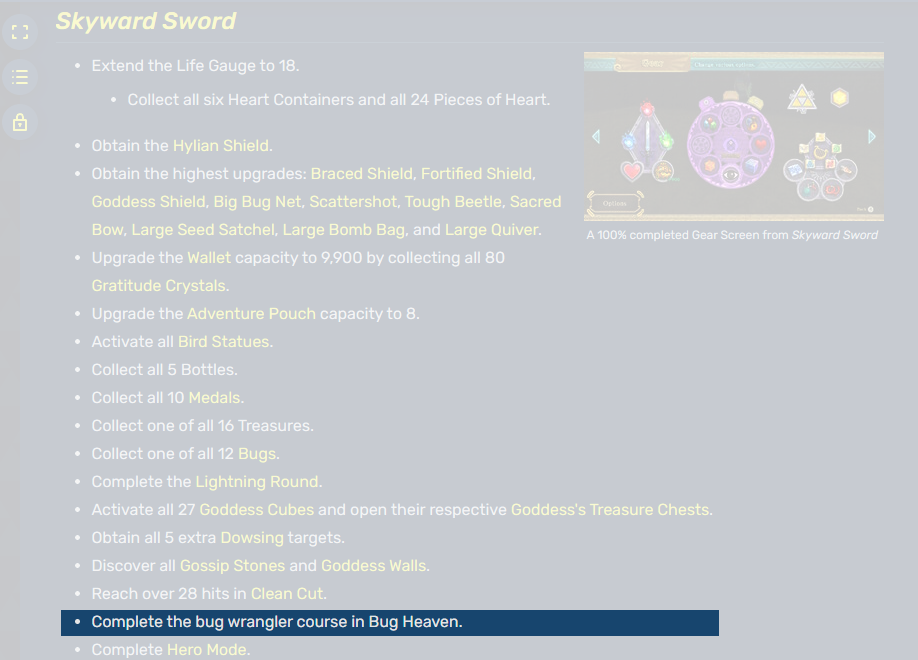 Skyward Sword
• Extend the Life Gauge to 18.
• Collect all six Heart Containers and all 24 Pieces of Heart.
• Obtain the Hylian Shield.
• Obtain the highest upgrades: Braced Shield, Fortified Shield,
Goddess Shield, Big Bug Net, Scattershot, Tough Beetle, Sacred
Bow, Large Seed Satchel, Large Bomb Bag, and Large Quiver.
• Upgrade the Wallet capacity to 9,900 by collecting all 80
Gratitude Crystals.
• Upgrade the Adventure Pouch capacity to 8.
• Activate all Bird Statues.
• Collect all 5 Bottles.
• Collect all 10 Medals.
• Collect one of all 16 Treasures.
• Collect one of all 12 Bugs.
• Complete the Lightning Round.
• Activate all 27 Goddess Cubes and open their respective Goddess's Treasure Chests.
• Obtain all 5 extra Dowsing targets.
• Discover all Gossip Stones and Goddess Walls.
• Reach over 28 hits in Clean Cut.
• Complete the bug wrangler course in Bug Heaven.
• Complete Hero Mode.
Gear
Options
A 100% completed Gear Screen from Skyward Sword